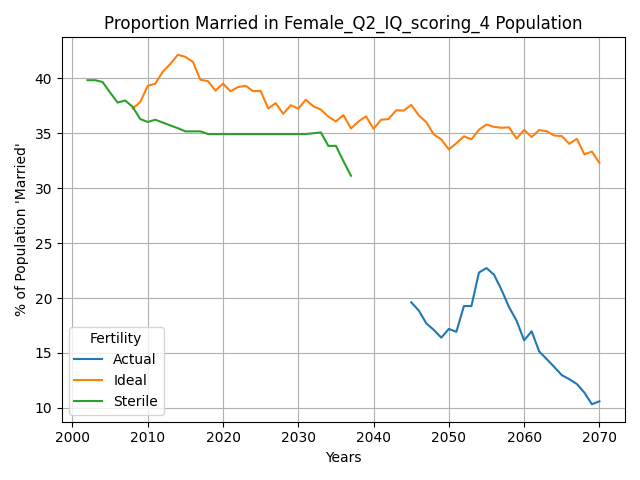 Proportion Married in Female_Q2_IQ_scoring_4 Population
% of Population 'Married'
40
35
30
25
20
15
10
Fertility
Actual
Ideal
Sterile
2000 2010 2020 2030 2040 2050 2060 2070
Years